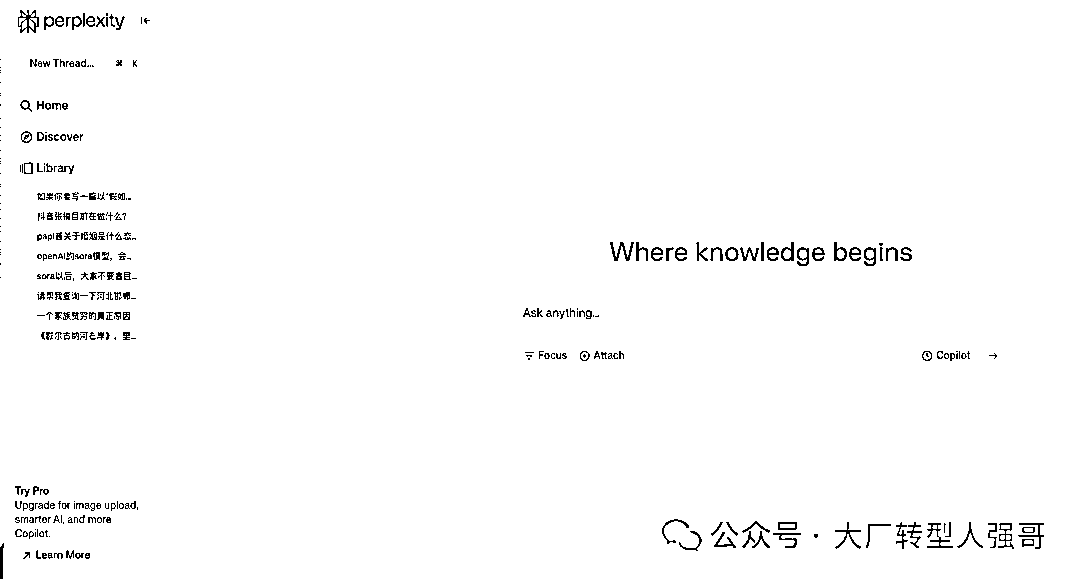 perplexity
New Thread... ⌘ K
Home
Discover
Library
如果你要写一篇以"假如...
抖音张楠目前在做什么？
papi酱关于婚姻是什么态...
openAI的sora模型，会...
sora以后，大家不要盲目...
请帮我查询一下河北邯郸...
一个家族贫穷的真正原因
《额尔古纳河右岸》，里...
Where knowledge begins
Ask anything...
Focus Attach Copilot →
Try Pro
Upgrade for image upload,
smarter AI, and more
Copilot.
Learn More
公众号 · 大厂转型人强哥